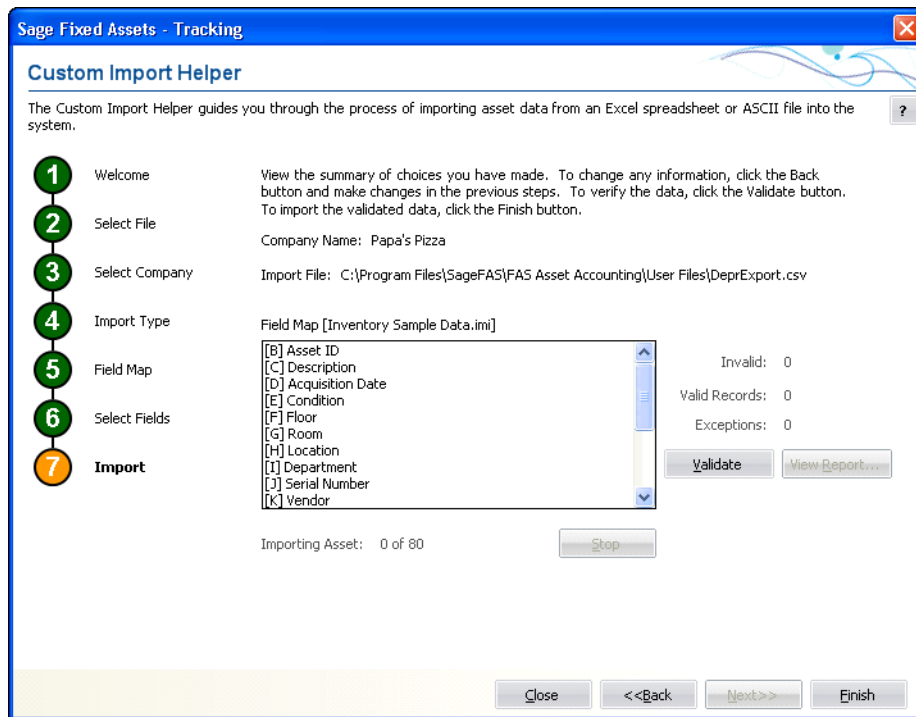 Sage Fixed Assets - Tracking
Custom Import Helper
The Custom Import Helper guides you through the process of importing asset data from an Excel spreadsheet or ASCII file into the
system.
?
1 Welcome
2 Select File
3 Select Company
4 Import Type
5 Field Map
6 Select Fields
7 Import
View the summary of choices you have made. To change any information, click the Back
button and make changes in the previous steps. To verify the data, click the Validate button.
To import the validated data, click the Finish button.
Company Name: Papa's Pizza
Import File: C:\Program Files\SageFAS\FAS Asset Accounting\User Files\DeprExport.csv
Field Map [Inventory Sample Data.imi]
[B] Asset ID
[C] Description
[D] Acquisition Date
[E] Condition
[F] Floor
[G] Room
[H] Location
[I] Department
[J] Serial Number
[K] Vendor
Invalid: 0
Valid Records: 0
Exceptions: 0
Validate View Report...
Importing Asset: 0 of 80 Stop
Close <<Back Next>> Finish